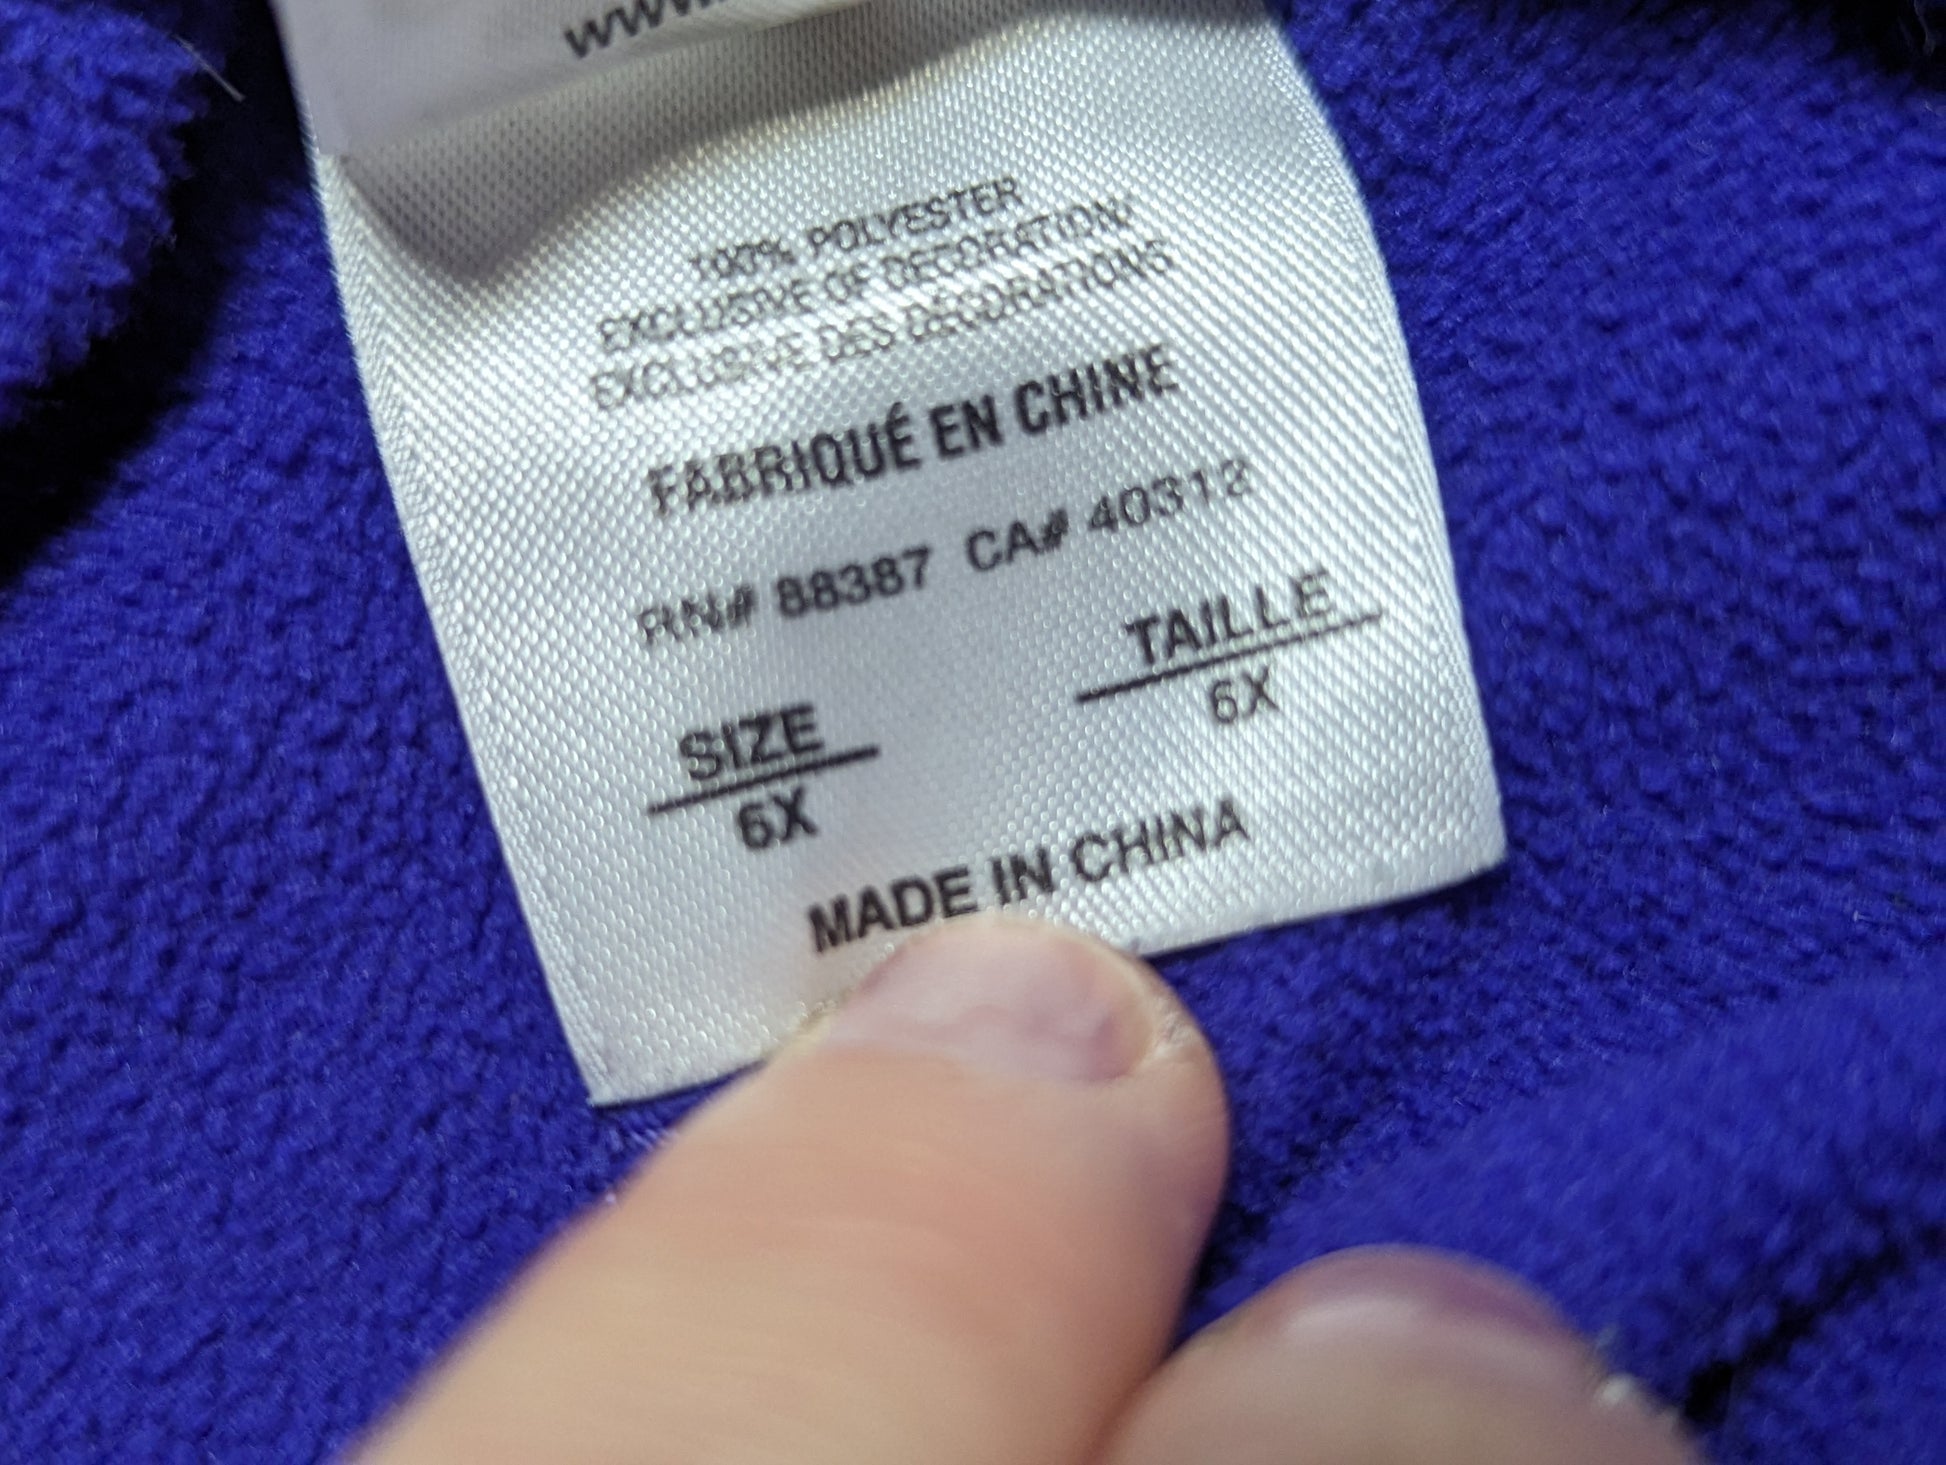 www.
100% POLYESTER
EXCLUSIVE OF DECORATION/
EXCLUSIVE DES DÉCORATIONS
FABRIQUÉ EN CHINE
RN# 88387 CA# 40312
SIZE TAILLE
6X 6X
MADE IN CHINA